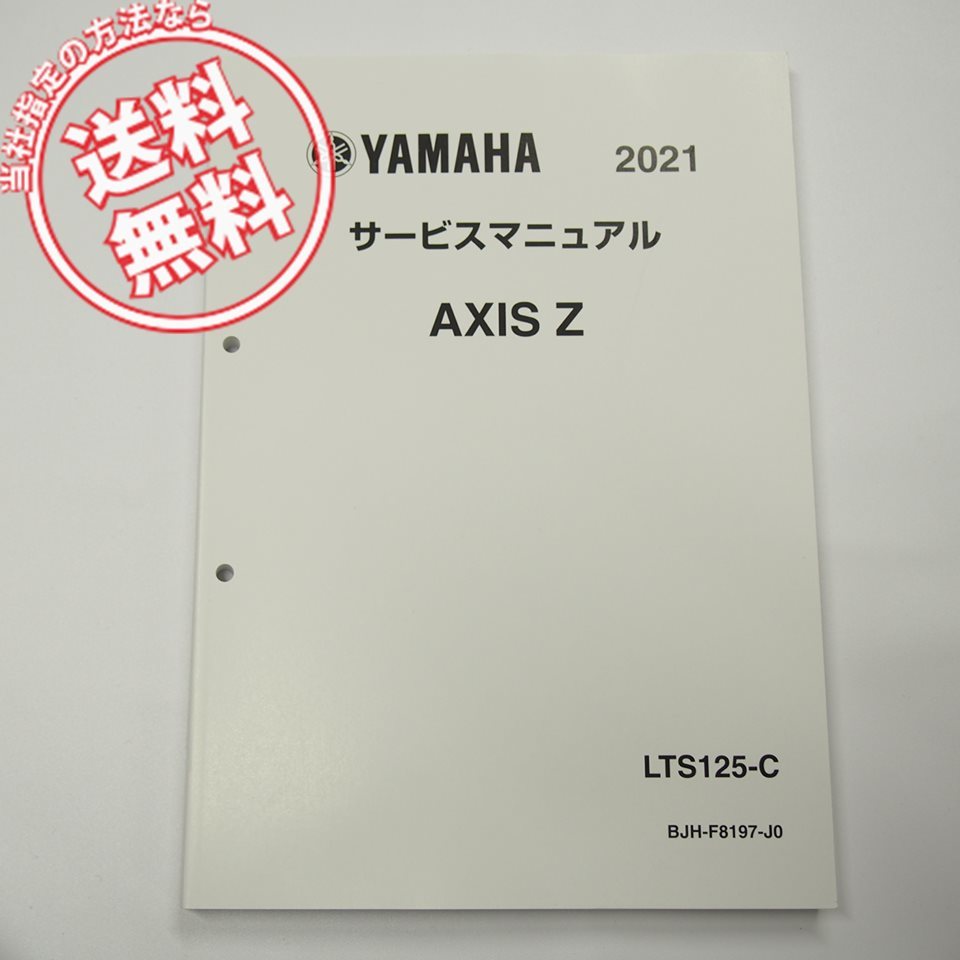 当社指定の方法なら
送料
無料
YAMAHA 2021
サービスマニュアル
AXIS Z
LTS125-C
BJH-F8197-J0